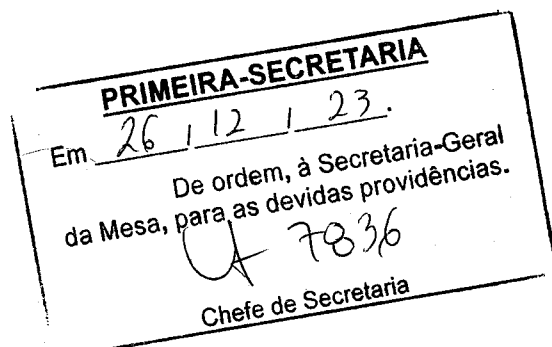 PRIMEIRA-SECRETARIA
Em 26 / 12 / 23.
De ordem, à Secretaria-Geral
da Mesa, para as devidas providências.
7836
Chefe de Secretaria